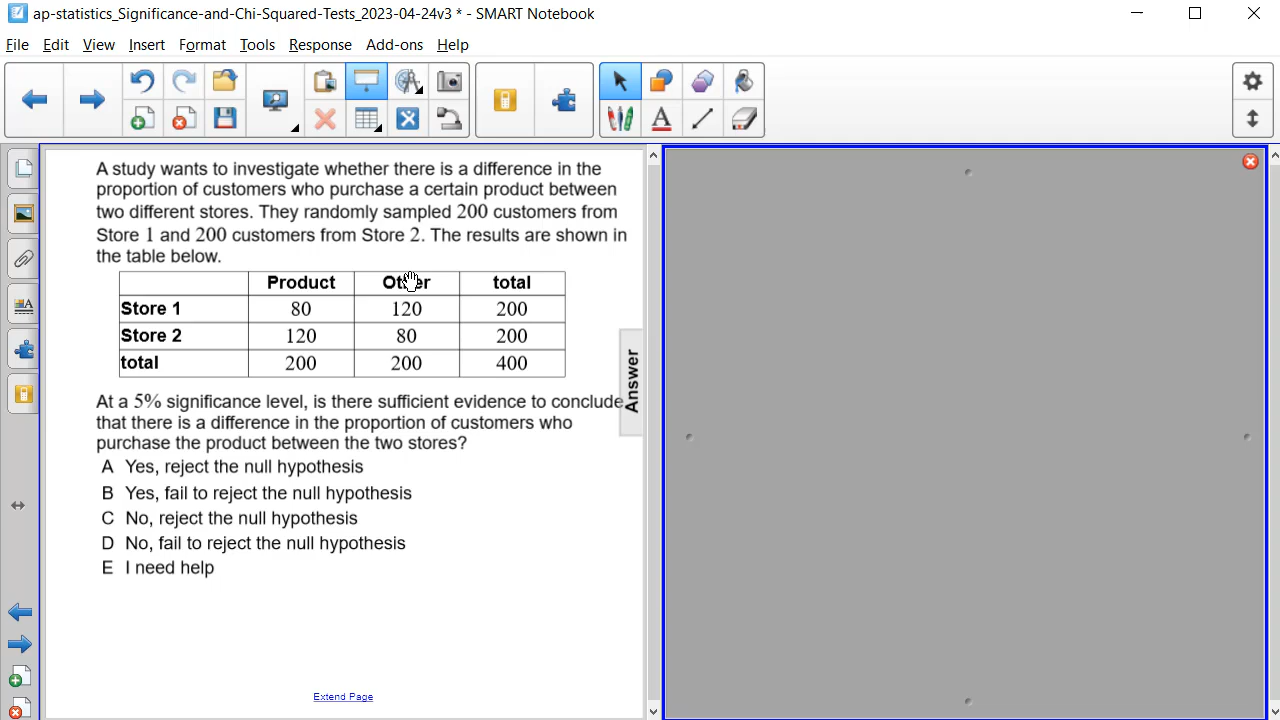 ap-statistics_Significance-and-Chi-Squared-Tests_2023-04-24v3 * - SMART Notebook
File Edit View Insert Format Tools Response Add-ons Help
A study wants to investigate whether there is a difference in the
proportion of customers who purchase a certain product between
two different stores. They randomly sampled 200 customers from
Store 1 and 200 customers from Store 2. The results are shown in
the table below.
Product Other total
Store 1 80 120 200
Store 2 120 80 200
total 200 200 400
Answer
At a 5% significance level, is there sufficient evidence to conclude
that there is a difference in the proportion of customers who
purchase the product between the two stores?
A Yes, reject the null hypothesis
B Yes, fail to reject the null hypothesis
C No, reject the null hypothesis
D No, fail to reject the null hypothesis
E I need help
Extend Page